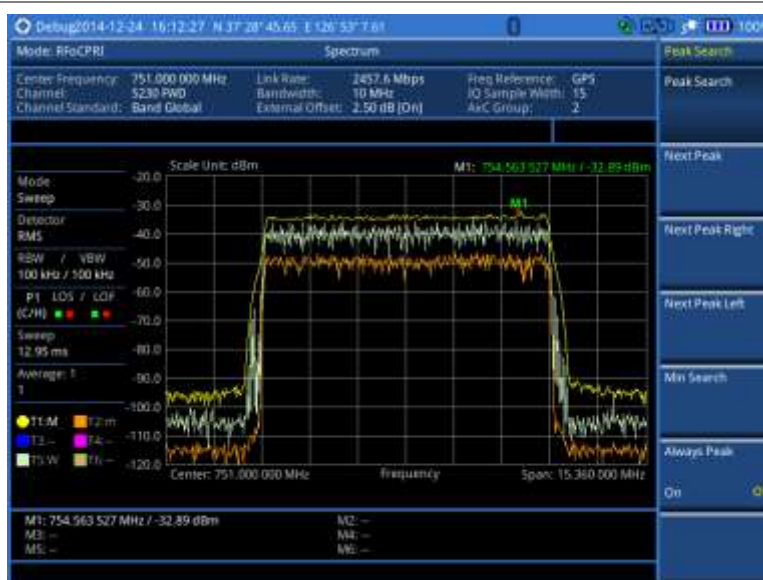 Debug2014-12-24 16:12:27 N 37° 28' 45.65 E 126° 53' 7.61
100%
Mode: RFoCPRI
Spectrum
Peak Search
Center Frequency: 751.000 000 MHz
Link Rate: 2457.6 Mbps
Freq Reference: GPS
Channel: 5230 FWD
Bandwidth: 10 MHz
IQ Sample Width: 15
Channel Standard: Band Global
External Offset: 2.50 dB [On]
AxC Group: 2
Peak Search
Next Peak
Next Peak Right
Next Peak Left
Min Search
Always Peak
On
Scale Unit: dBm
M1: 754.563 527 MHz / -32.89 dBm
M1
-20.0
-30.0
-40.0
-50.0
-60.0
-70.0
-80.0
-90.0
-100.0
-110.0
-120.0
Mode
Sweep
Detector
RMS
RBW / VBW
100 kHz / 100 kHz
P1 LOS / LOF
(C/H)
Sweep
12.95 ms
Average: 1
1
T1:M T2:m
T3:-- T4:--
T5:W T6:--
Center: 751.000 000 MHz
Frequency
Span: 15.360 000 MHz
M1: 754.563 527 MHz / -32.89 dBm
M2: --
M3: --
M4: --
M5: --
M6: --